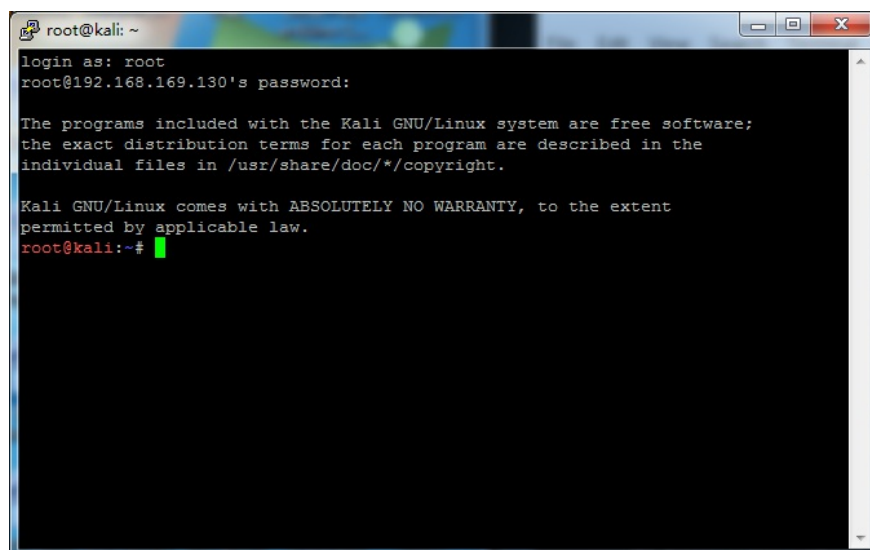 root@kali: ~
login as: root
root@192.168.169.130's password:
The programs included with the Kali GNU/Linux system are free software;
the exact distribution terms for each program are described in the
individual files in /usr/share/doc/*/copyright.
Kali GNU/Linux comes with ABSOLUTELY NO WARRANTY, to the extent
permitted by applicable law.
root@kali:~#